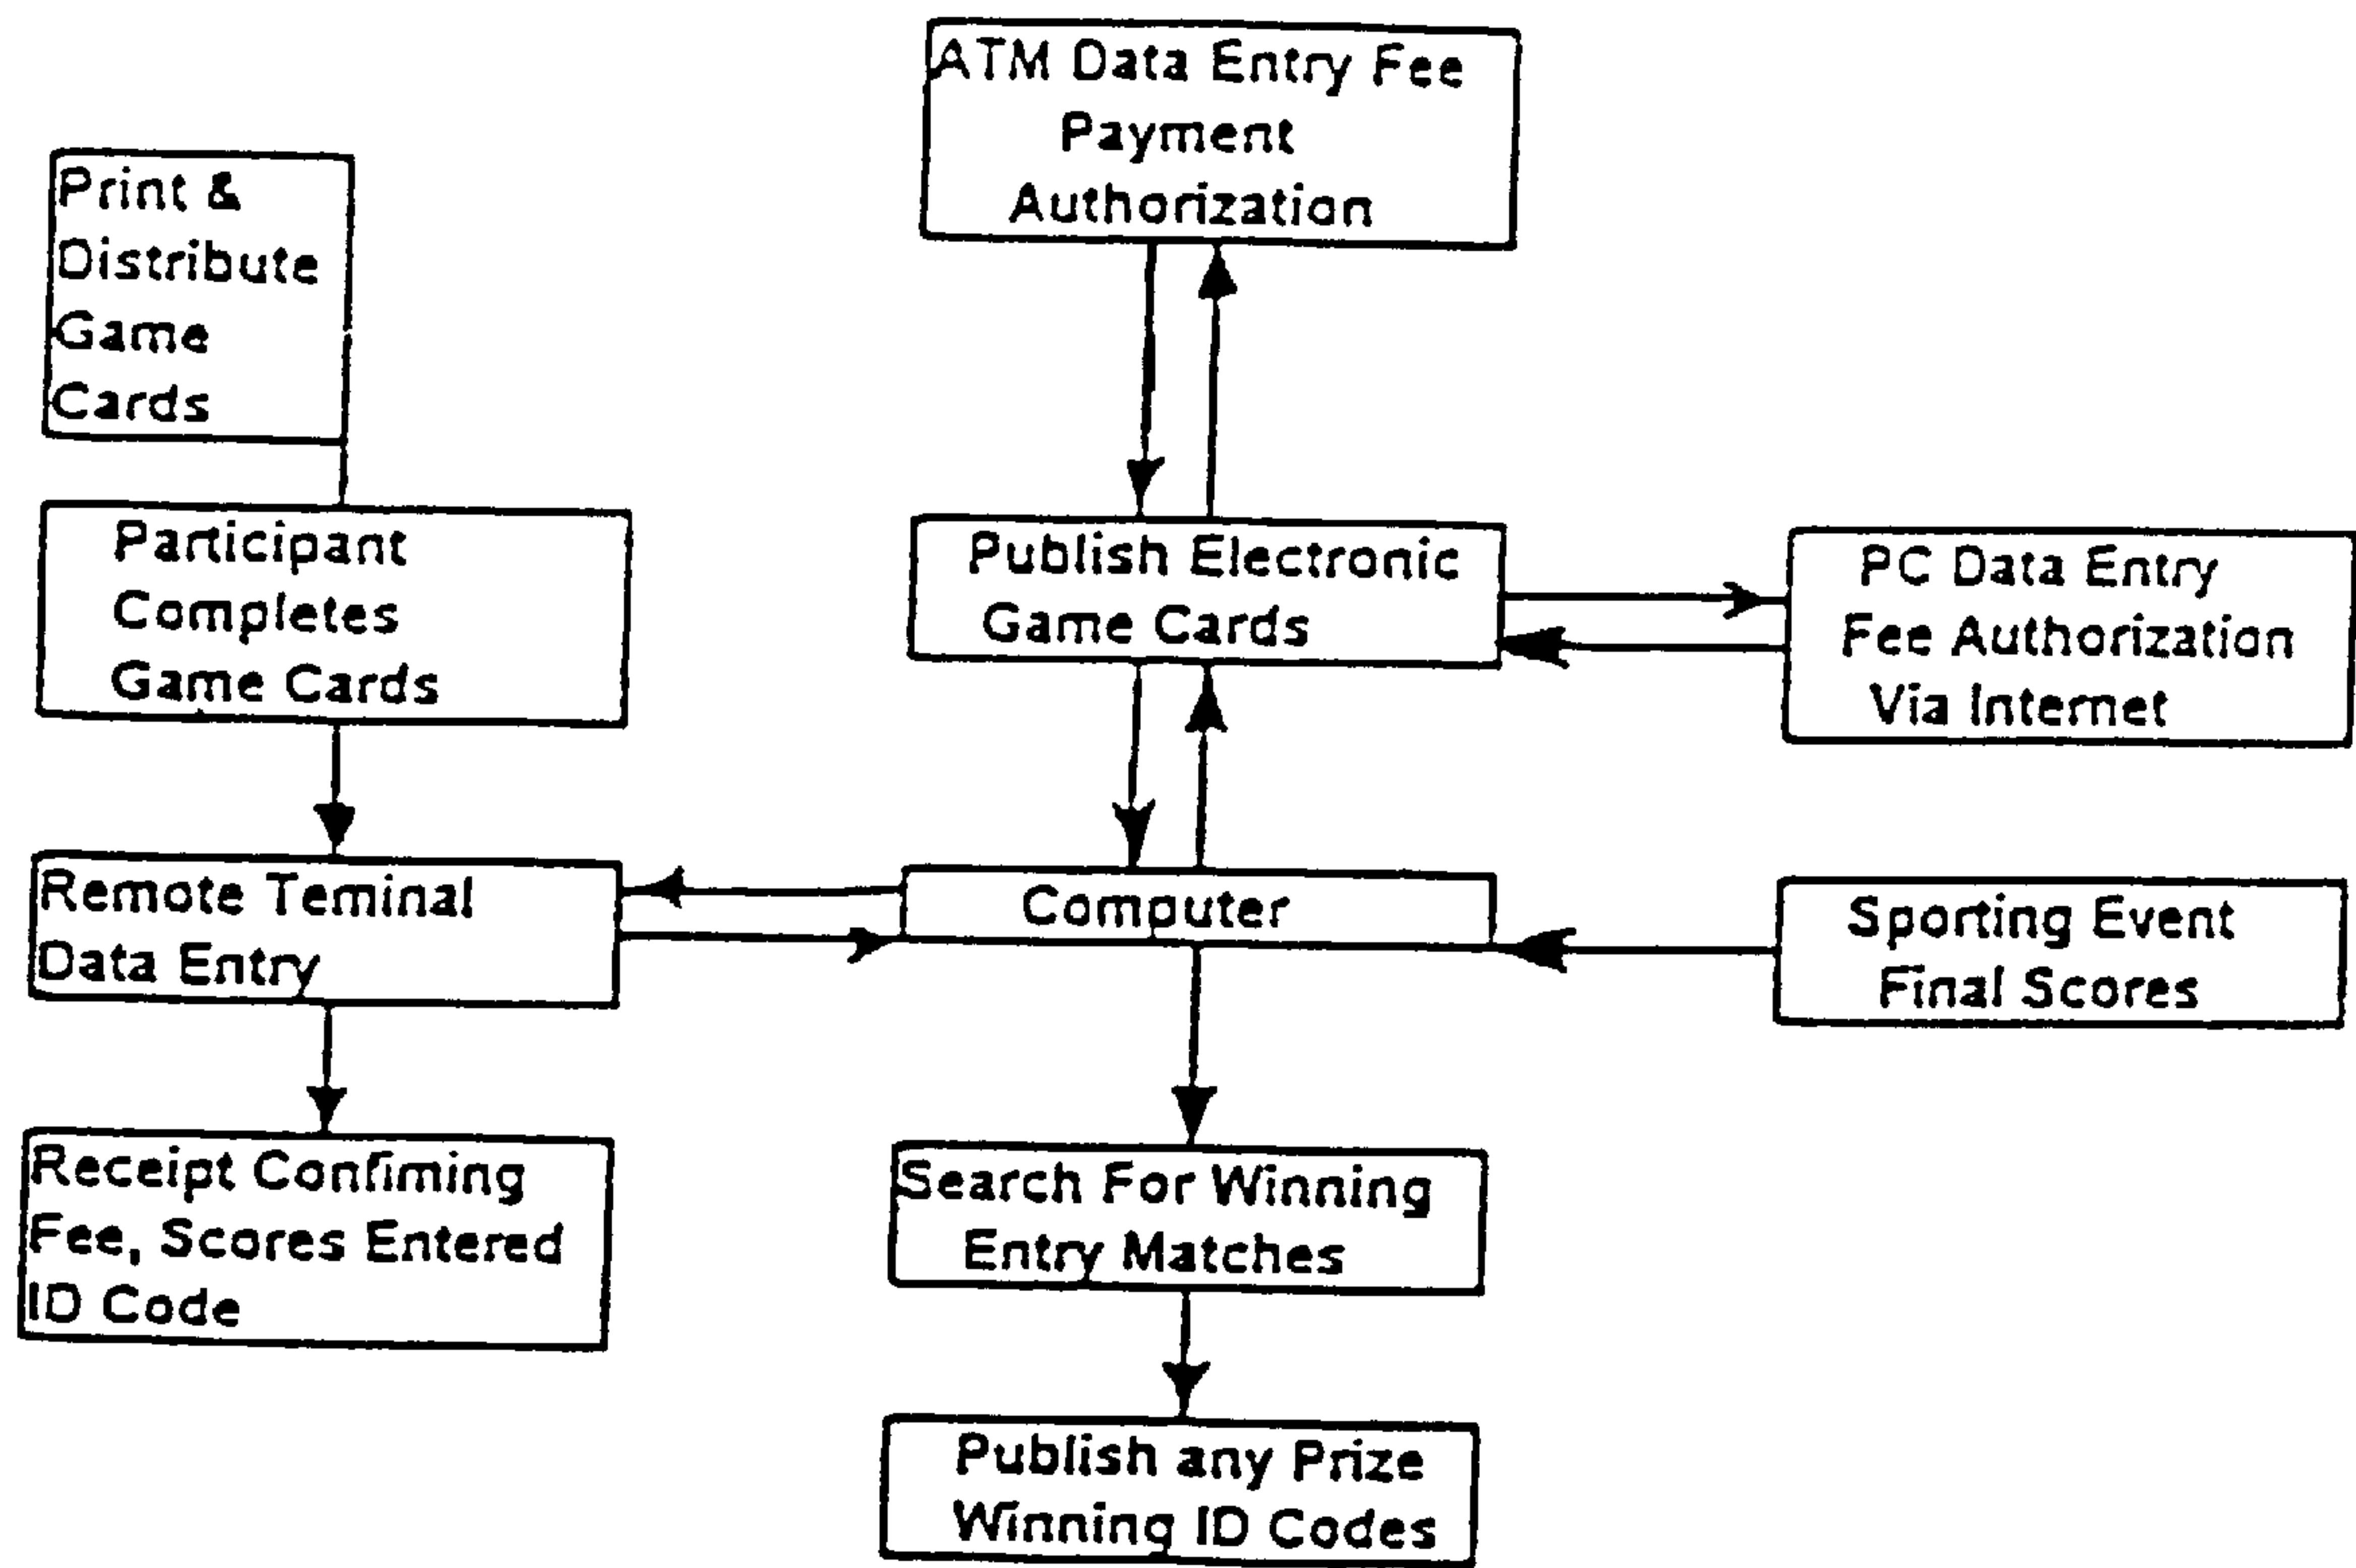 ATM Data Entry Fee
Payment
Authorization
Print &
Distribute
Game
Cards
Participant
Completes
Game Cards
Publish Electronic
Game Cards
PC Data Entry
Fee Authorization
Via Internet
Remote Teminal
Data Entry
Computer
Sporting Event
Final Scores
Receipt Confiming
Fee, Scores Entered
ID Code
Search For Winning
Entry Matches
Publish any Prize
Winning ID Codes